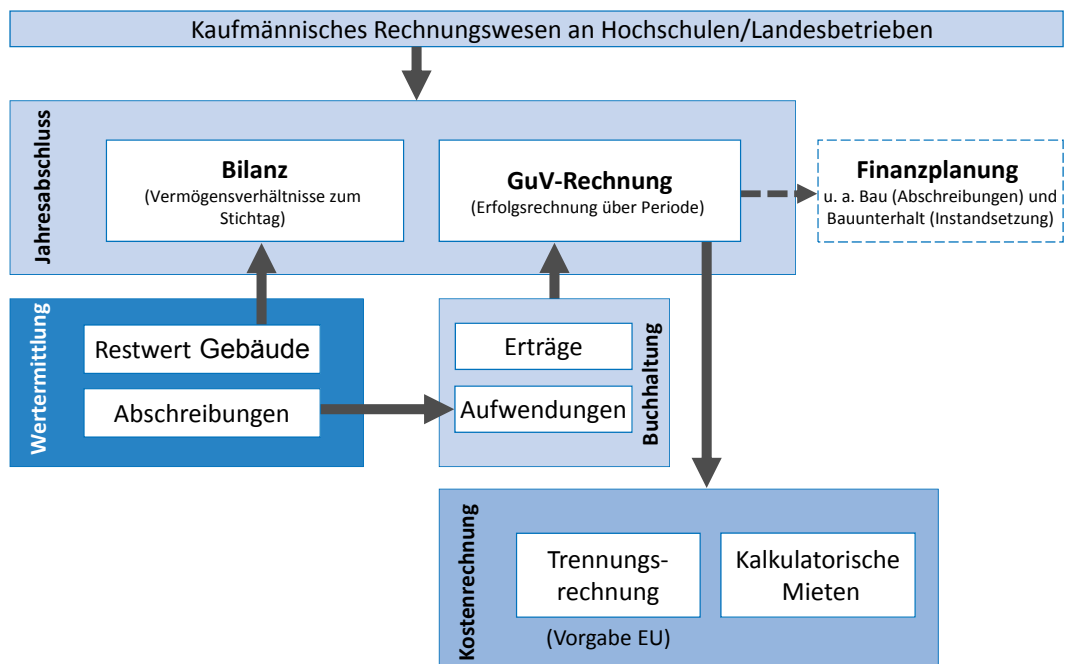 Kaufmännisches Rechnungswesen an Hochschulen/Landesbetrieben
Jahresabschluss
Bilanz
(Vermögensverhältnisse zum
Stichtag)
GuV-Rechnung
(Erfolgsrechnung über Periode)
Finanzplanung
u. a. Bau (Abschreibungen) und
Bauunterhalt (Instandsetzung)
Wertermittlung
Restwert Gebäude
Abschreibungen
Erträge
Aufwendungen
Buchhaltung
Kostenrechnung
Trennungs-
rechnung
(Vorgabe EU)
Kalkulatorische
Mieten